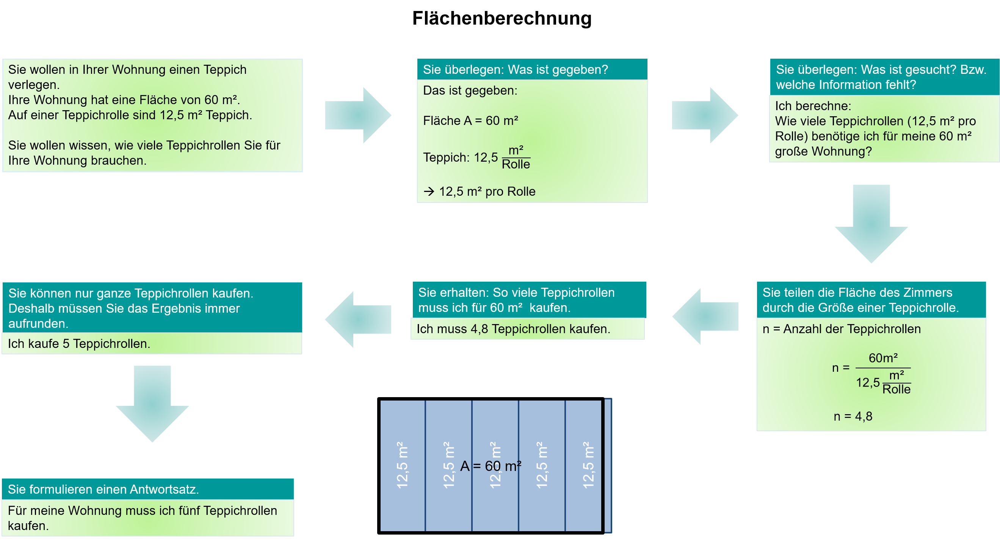 Flächenberechnung
Sie wollen in Ihrer Wohnung einen Teppich
verlegen.
Ihre Wohnung hat eine Fläche von 60 m².
Auf einer Teppichrolle sind 12,5 m² Teppich.
Sie wollen wissen, wie viele Teppichrollen Sie für
Ihre Wohnung brauchen.
Sie überlegen: Was ist gegeben?
Das ist gegeben:
Fläche A = 60 m²
Teppich: 12,5 m²/Rolle
→ 12,5 m² pro Rolle
Sie überlegen: Was ist gesucht? Bzw.
welche Information fehlt?
Ich berechne:
Wie viele Teppichrollen (12,5 m² pro
Rolle) benötige ich für meine 60 m²
große Wohnung?
Sie teilen die Fläche des Zimmers
durch die Größe einer Teppichrolle.
n = Anzahl der Teppichrollen
n = 60m² / 12,5 m²/Rolle
n = 4,8
Sie erhalten: So viele Teppichrollen
muss ich für 60 m² kaufen.
Ich muss 4,8 Teppichrollen kaufen.
Sie können nur ganze Teppichrollen kaufen.
Deshalb müssen Sie das Ergebnis immer
aufrunden.
Ich kaufe 5 Teppichrollen.
Sie formulieren einen Antwortsatz.
Für meine Wohnung muss ich fünf Teppichrollen
kaufen.
12,5 m²
12,5 m²
12,5 m²
12,5 m²
12,5 m²
A = 60 m²